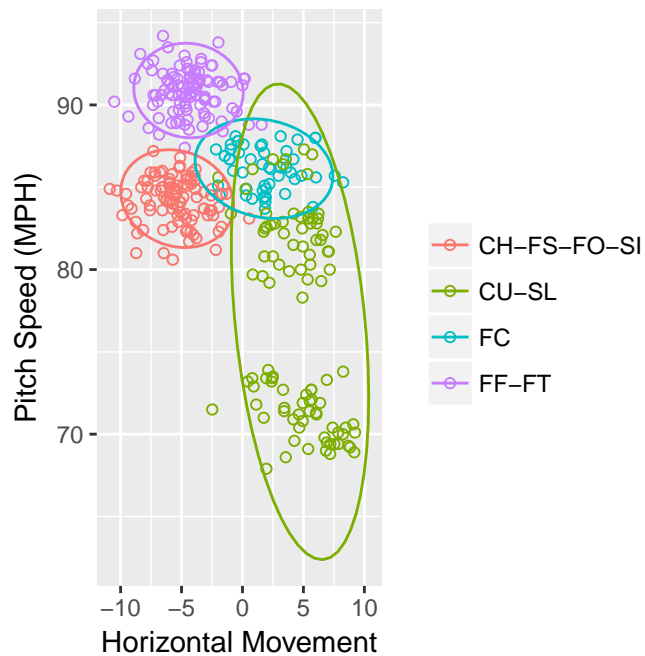 Pitch Speed (MPH)
90
80
70
−10 −5 0 5 10
Horizontal Movement
CH−FS−FO−SI
CU−SL
FC
FF−FT